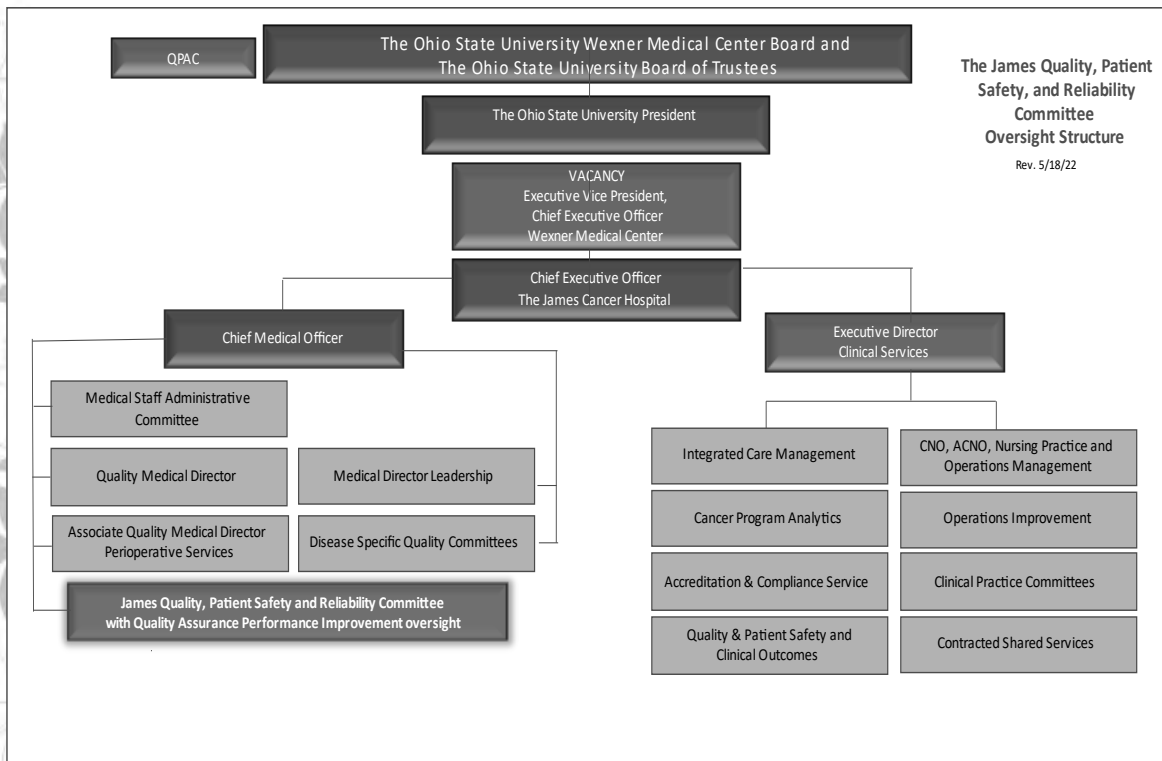 QPAC
The Ohio State University Wexner Medical Center Board and
The Ohio State University Board of Trustees
The James Quality, Patient
Safety, and Reliability
Committee
Oversight Structure
Rev. 5/18/22
The Ohio State University President
VACANCY
Executive Vice President,
Chief Executive Officer
Wexner Medical Center
Chief Executive Officer
The James Cancer Hospital
Chief Medical Officer
Executive Director
Clinical Services
Medical Staff Administrative
Committee
Quality Medical Director
Medical Director Leadership
Associate Quality Medical Director
Perioperative Services
Disease Specific Quality Committees
James Quality, Patient Safety and Reliability Committee
with Quality Assurance Performance Improvement oversight
Integrated Care Management
CNO, ACNO, Nursing Practice and
Operations Management
Cancer Program Analytics
Operations Improvement
Accreditation & Compliance Service
Clinical Practice Committees
Quality & Patient Safety and
Clinical Outcomes
Contracted Shared Services